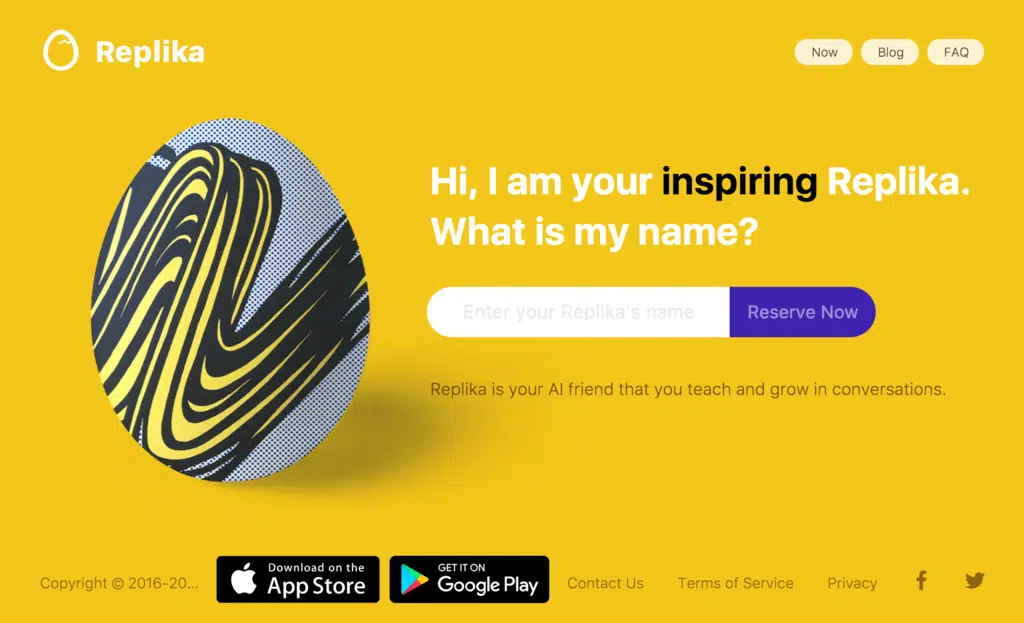 Replika
Now
Blog
FAQ
Hi, I am your inspiring Replika.
What is my name?
Enter your Replika's name
Reserve Now
Replika is your AI friend that you teach and grow in conversations.
Copyright © 2016-20...
Download on the
App Store
GET IT ON
Google Play
Contact Us
Terms of Service
Privacy